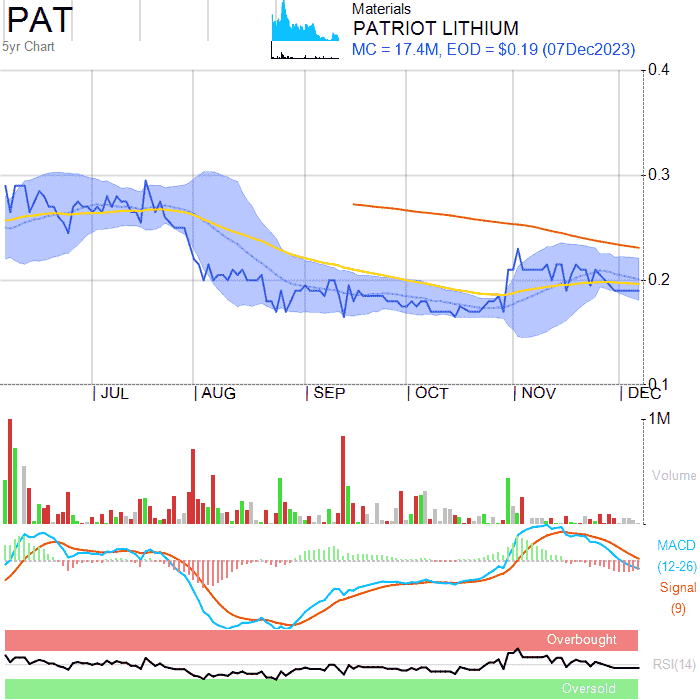 PAT
5yr Chart
Materials
PATRIOT LITHIUM
MC = 17.4M, EOD = $0.19 (07Dec2023)
0.4
0.3
0.2
0.1
JUL AUG SEP OCT NOV DEC
1M
Volume
MACD
(12-26)
Signal
(9)
Overbought
RSI(14)
Oversold